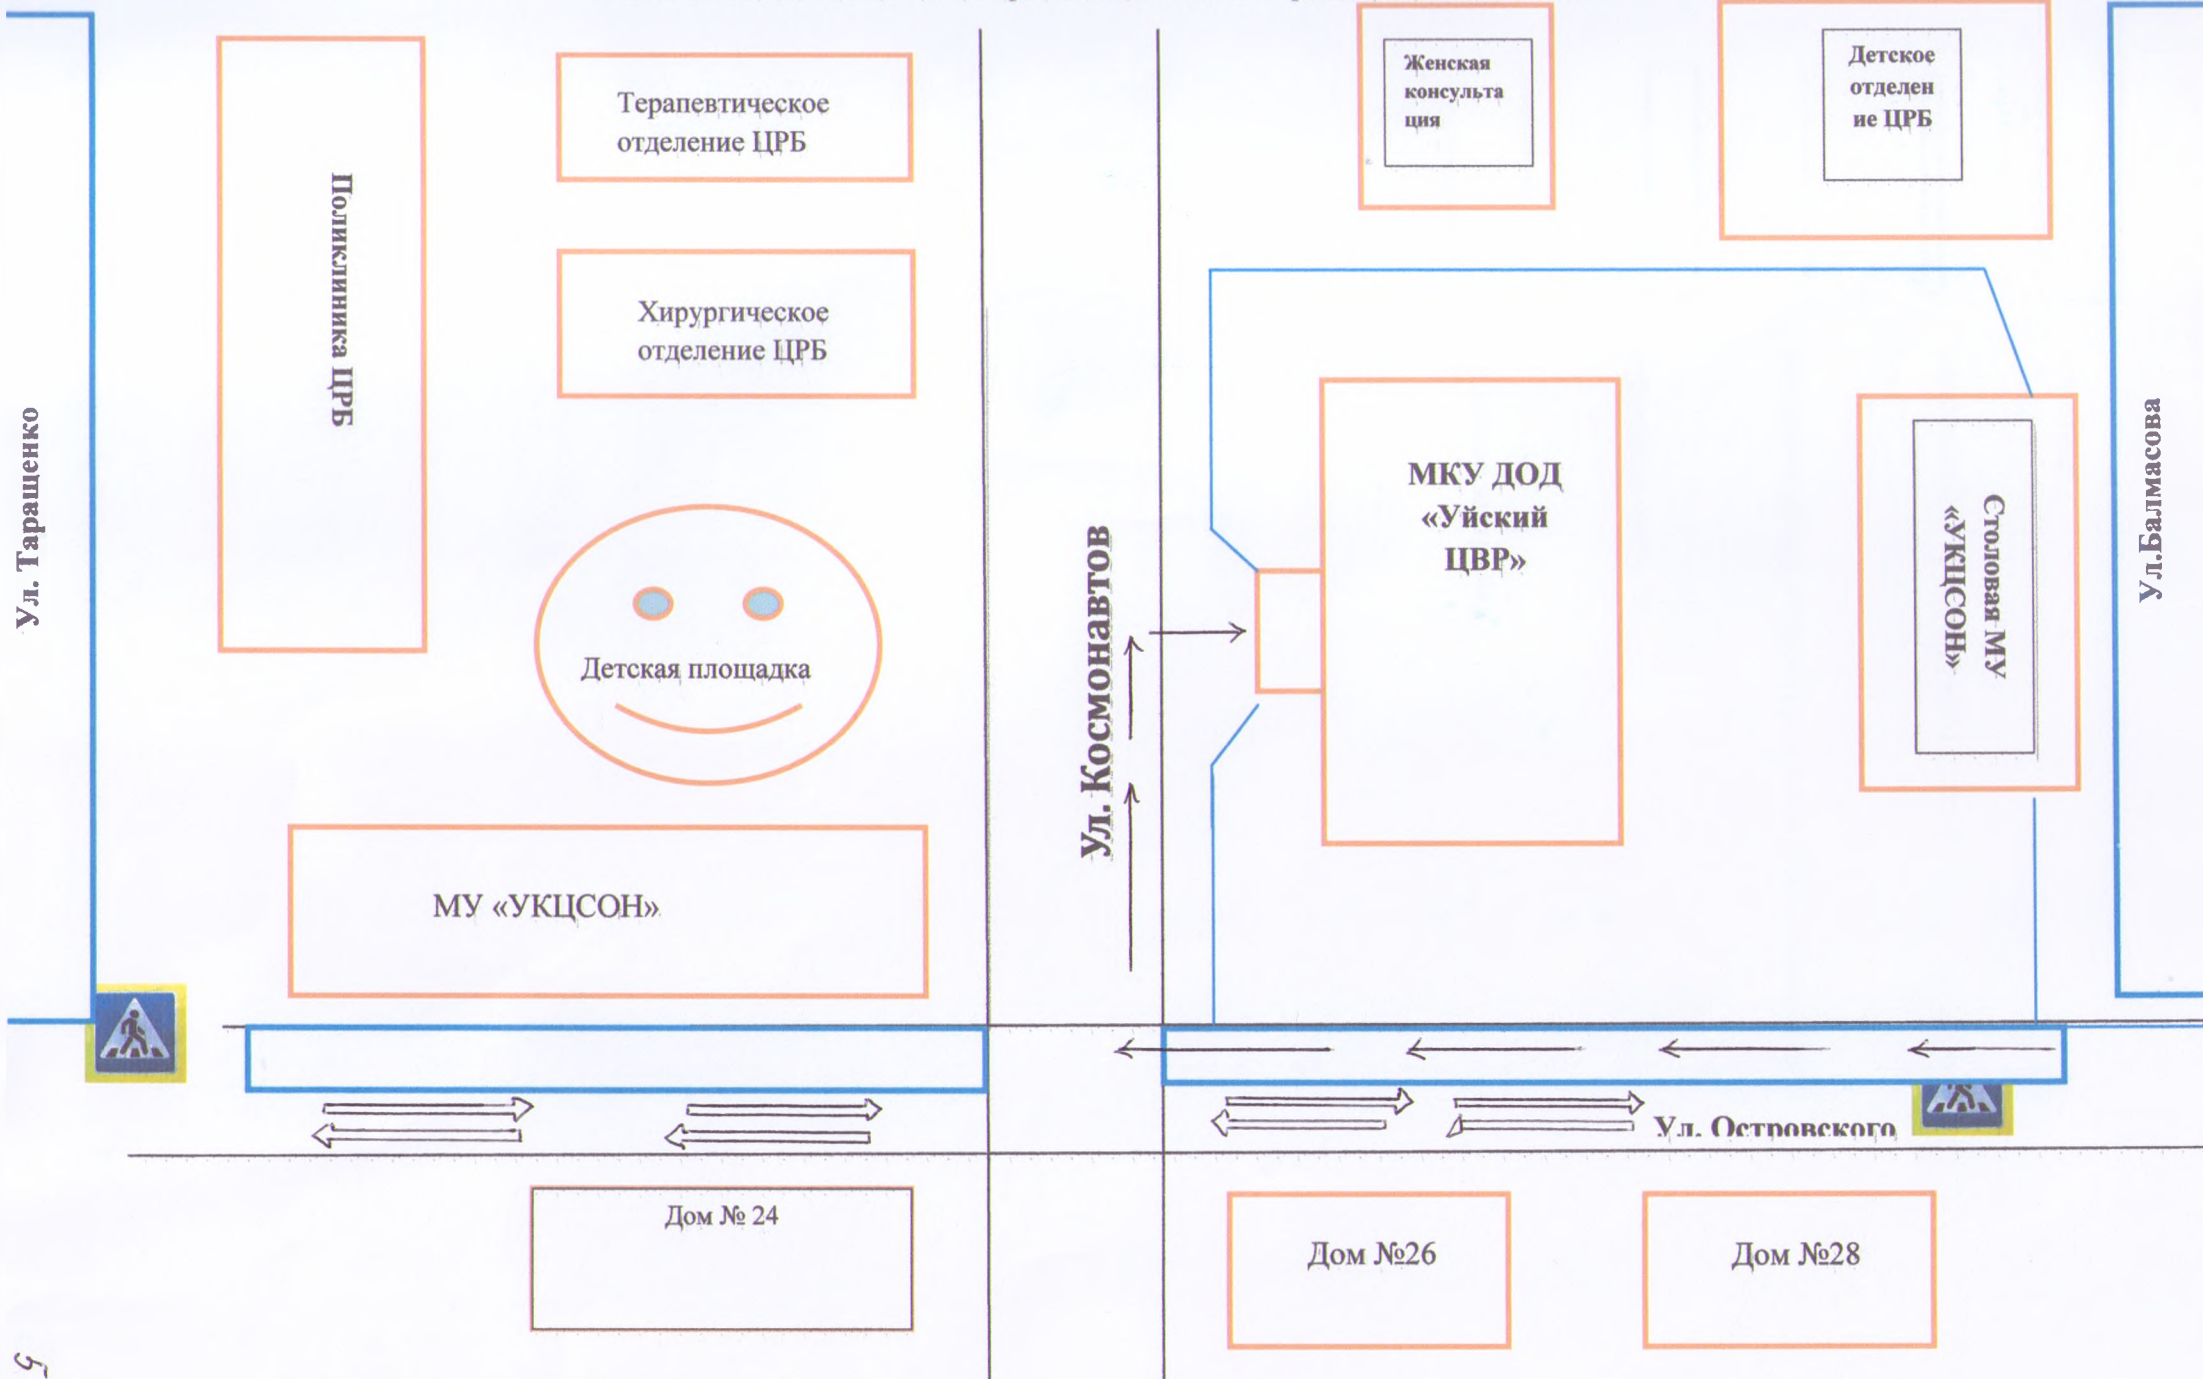 Терапевтическое
отделение ЦРБ
Женская
консульта
ция
Детское
отделен
ие ЦРБ
Поликлиника ЦРБ
Хирургическое
отделение ЦРБ
Ул. Таращенко
Ул.Балмасова
МКУ ДОД
«Уйский
ЦВР»
Столовая МУ
«УКЦСОН»
Ул. Космонавтов
Детская площадка
МУ «УКЦСОН»
Ул. Островского
Дом № 24
Дом №26
Дом №28
5